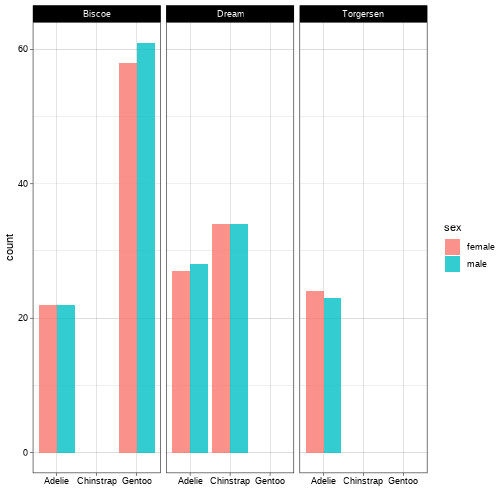 Biscoe Dream Torgersen
60
40
20
0
count
Adelie Chinstrap Gentoo Adelie Chinstrap Gentoo Adelie Chinstrap Gentoo
sex
female
male